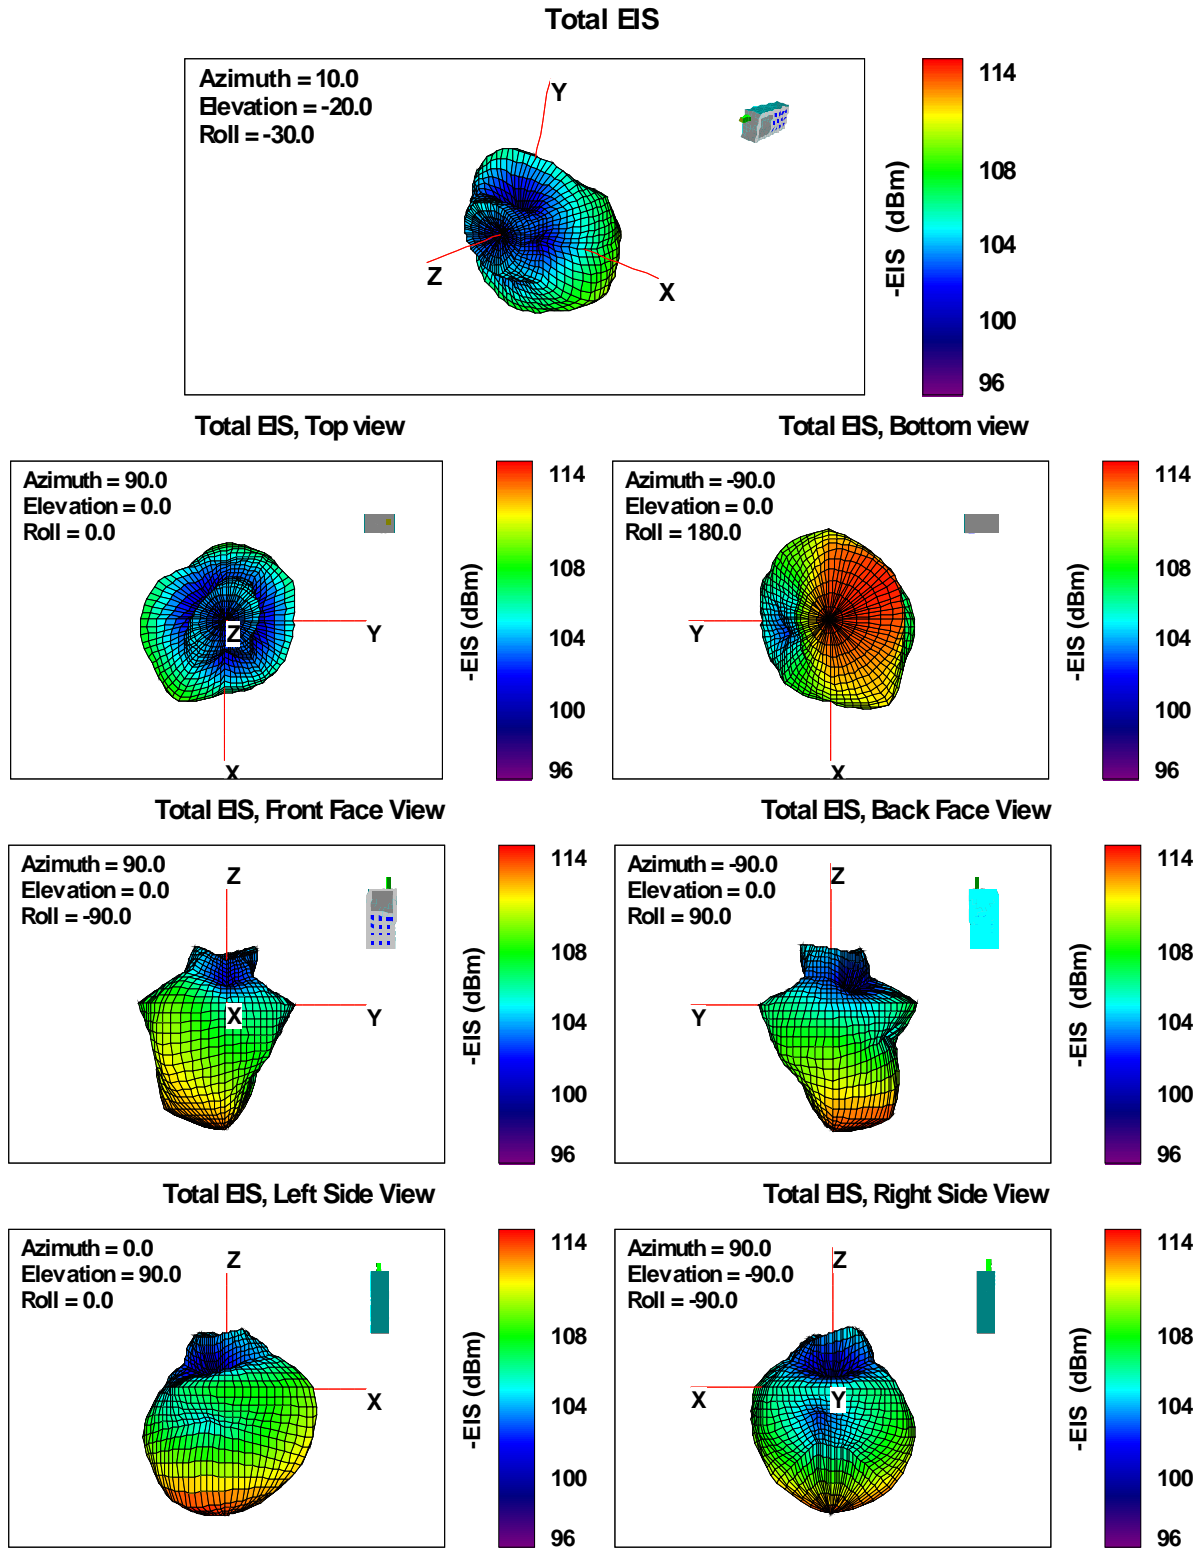 Total EIS
Azimuth = 10.0
Elevation = -20.0
Roll = -30.0
Y
Z
X
114
108
104
100
96
-EIS (dBm)
Total EIS, Top view
Azimuth = 90.0
Elevation = 0.0
Roll = 0.0
Z
Y
X
114
108
104
100
96
-EIS (dBm)
Total EIS, Bottom view
Azimuth = -90.0
Elevation = 0.0
Roll = 180.0
Y
X
114
108
104
100
96
-EIS (dBm)
Total EIS, Front Face View
Azimuth = 90.0
Elevation = 0.0
Roll = -90.0
Z
X
Y
114
108
104
100
96
-EIS (dBm)
Total EIS, Back Face View
Azimuth = -90.0
Elevation = 0.0
Roll = 90.0
Z
Y
114
108
104
100
96
-EIS (dBm)
Total EIS, Left Side View
Azimuth = 0.0
Elevation = 90.0
Roll = 0.0
Z
X
114
108
104
100
96
-EIS (dBm)
Total EIS, Right Side View
Azimuth = 90.0
Elevation = -90.0
Roll = -90.0
Z
X
Y
114
108
104
100
96
-EIS (dBm)